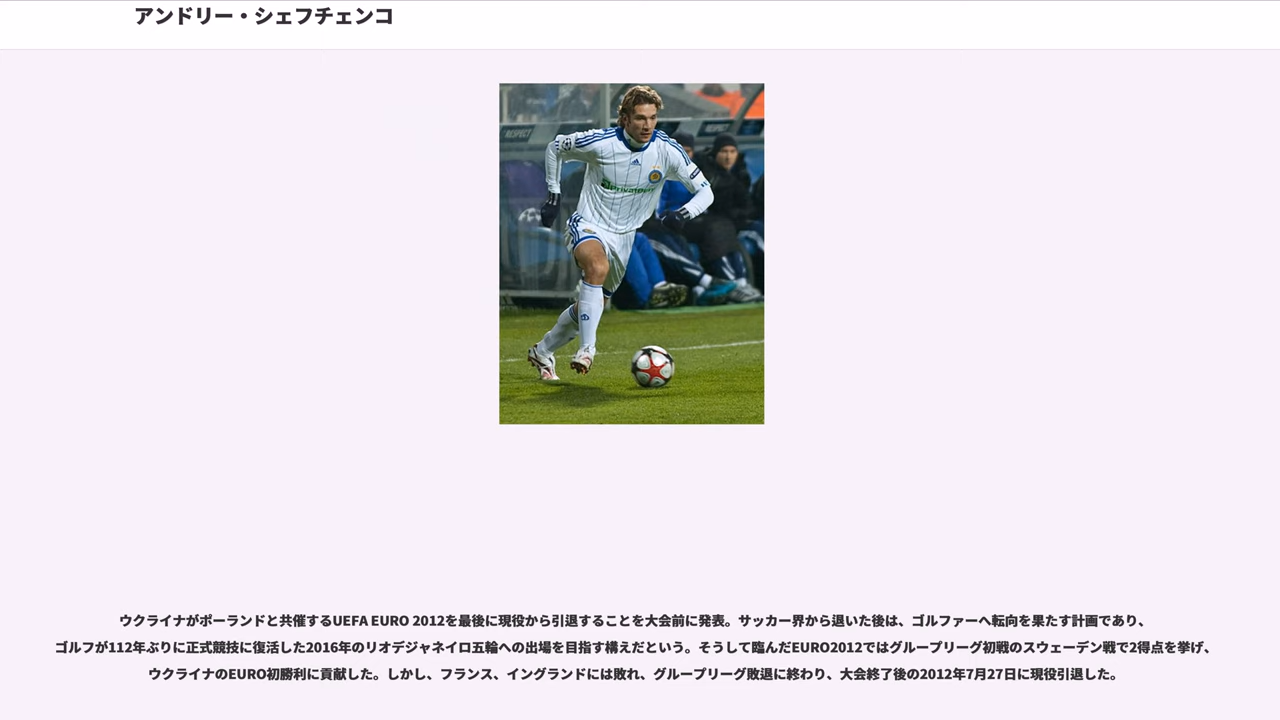 アンドリー・シェフチェンコ
RESPECT
RESPECT
ウクライナがポーランドと共催するUEFA EURO 2012を最後に現役から引退することを大会前に発表。サッカー界から退いた後は、ゴルファーへ転向を果たす計画であり、
ゴルフが112年ぶりに正式競技に復活した2016年のリオデジャネイロ五輪への出場を目指す構えだという。そうして臨んだEURO2012ではグループリーグ初戦のスウェーデン戦で2得点を挙げ、
ウクライナのEURO初勝利に貢献した。しかし、フランス、イングランドには敗れ、グループリーグ敗退に終わり、大会終了後の2012年7月27日に現役引退した。